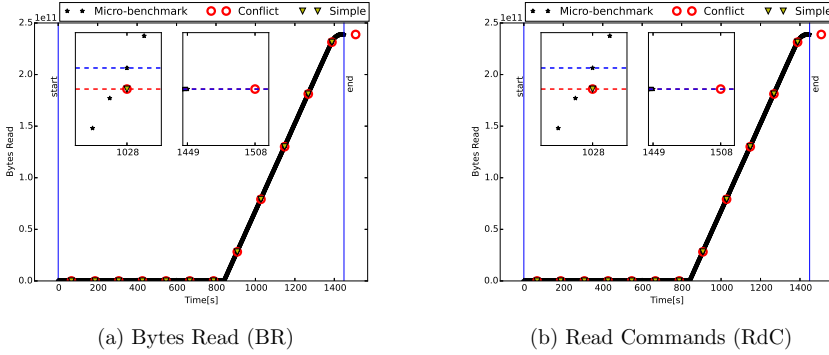 Micro-benchmark Conflict Simple
1e11
2.5
2.0
1.5
1.0
0.5
0.0
Bytes Read
start
end
1028
1449 1508
0 200 400 600 800 1000 1200 1400
Time[s]
(a) Bytes Read (BR)
Micro-benchmark Conflict Simple
1e11
2.5
2.0
1.5
1.0
0.5
0.0
Bytes Read
start
end
1028
1449 1508
0 200 400 600 800 1000 1200 1400
Time[s]
(b) Read Commands (RdC)